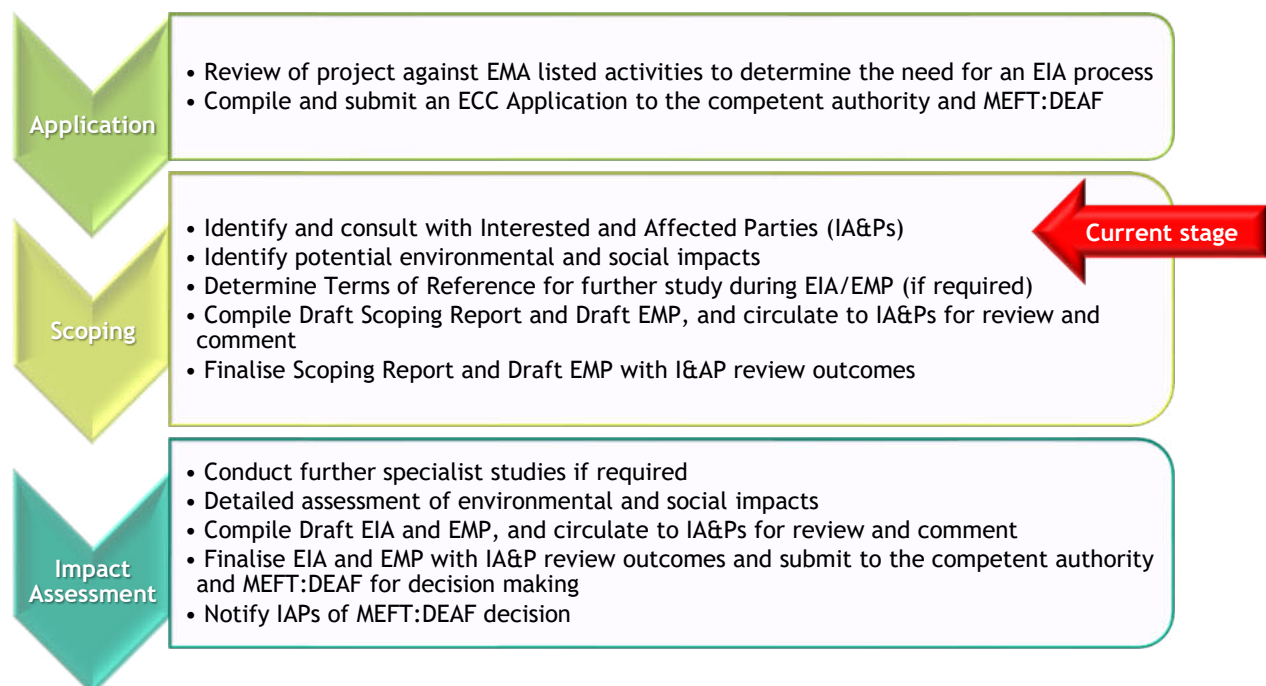 Application
• Review of project against EMA listed activities to determine the need for an EIA process
• Compile and submit an ECC Application to the competent authority and MEFT:DEAF
Scoping
• Identify and consult with Interested and Affected Parties (IA&Ps)
• Identify potential environmental and social impacts
• Determine Terms of Reference for further study during EIA/EMP (if required)
• Compile Draft Scoping Report and Draft EMP, and circulate to IA&Ps for review and
comment
• Finalise Scoping Report and Draft EMP with I&AP review outcomes
Current stage
Impact
Assessment
• Conduct further specialist studies if required
• Detailed assessment of environmental and social impacts
• Compile Draft EIA and EMP, and circulate to IA&Ps for review and comment
• Finalise EIA and EMP with IA&P review outcomes and submit to the competent authority
and MEFT:DEAF for decision making
• Notify IAPs of MEFT:DEAF decision